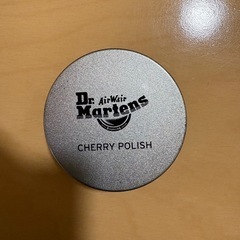 Dr. AirWair
Martens
CHERRY POLISH